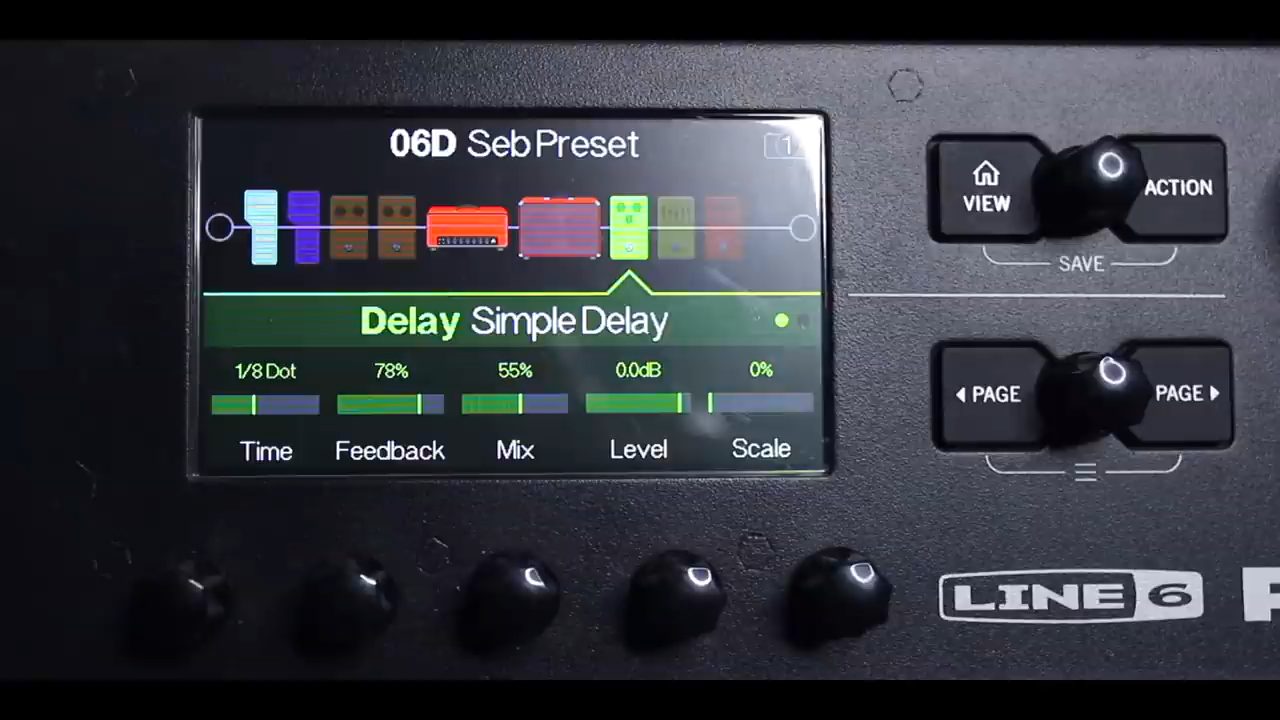 06D Seb Preset
1
Delay Simple Delay
1/8 Dot 78% 55% 0.0dB 0%
Time Feedback Mix Level Scale
VIEW ACTION
SAVE
PAGE PAGE
LINE 6